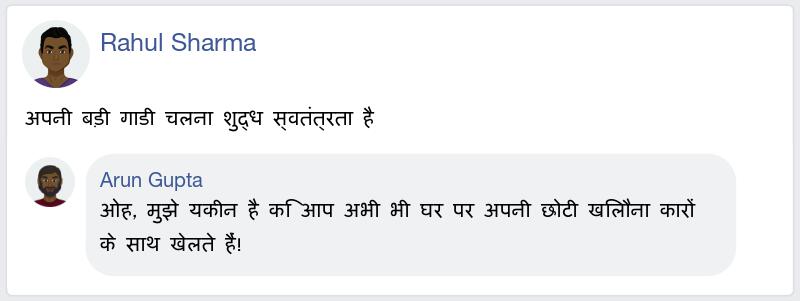 Rahul Sharma
अपनी बड़ी गाडी चलना शुद्ध स्वतंत्रता है
Arun Gupta
ओह, मुझे यकीन है कि आप अभी भी घर पर अपनी छोटी खिलौना कारों
के साथ खेलते हैं!